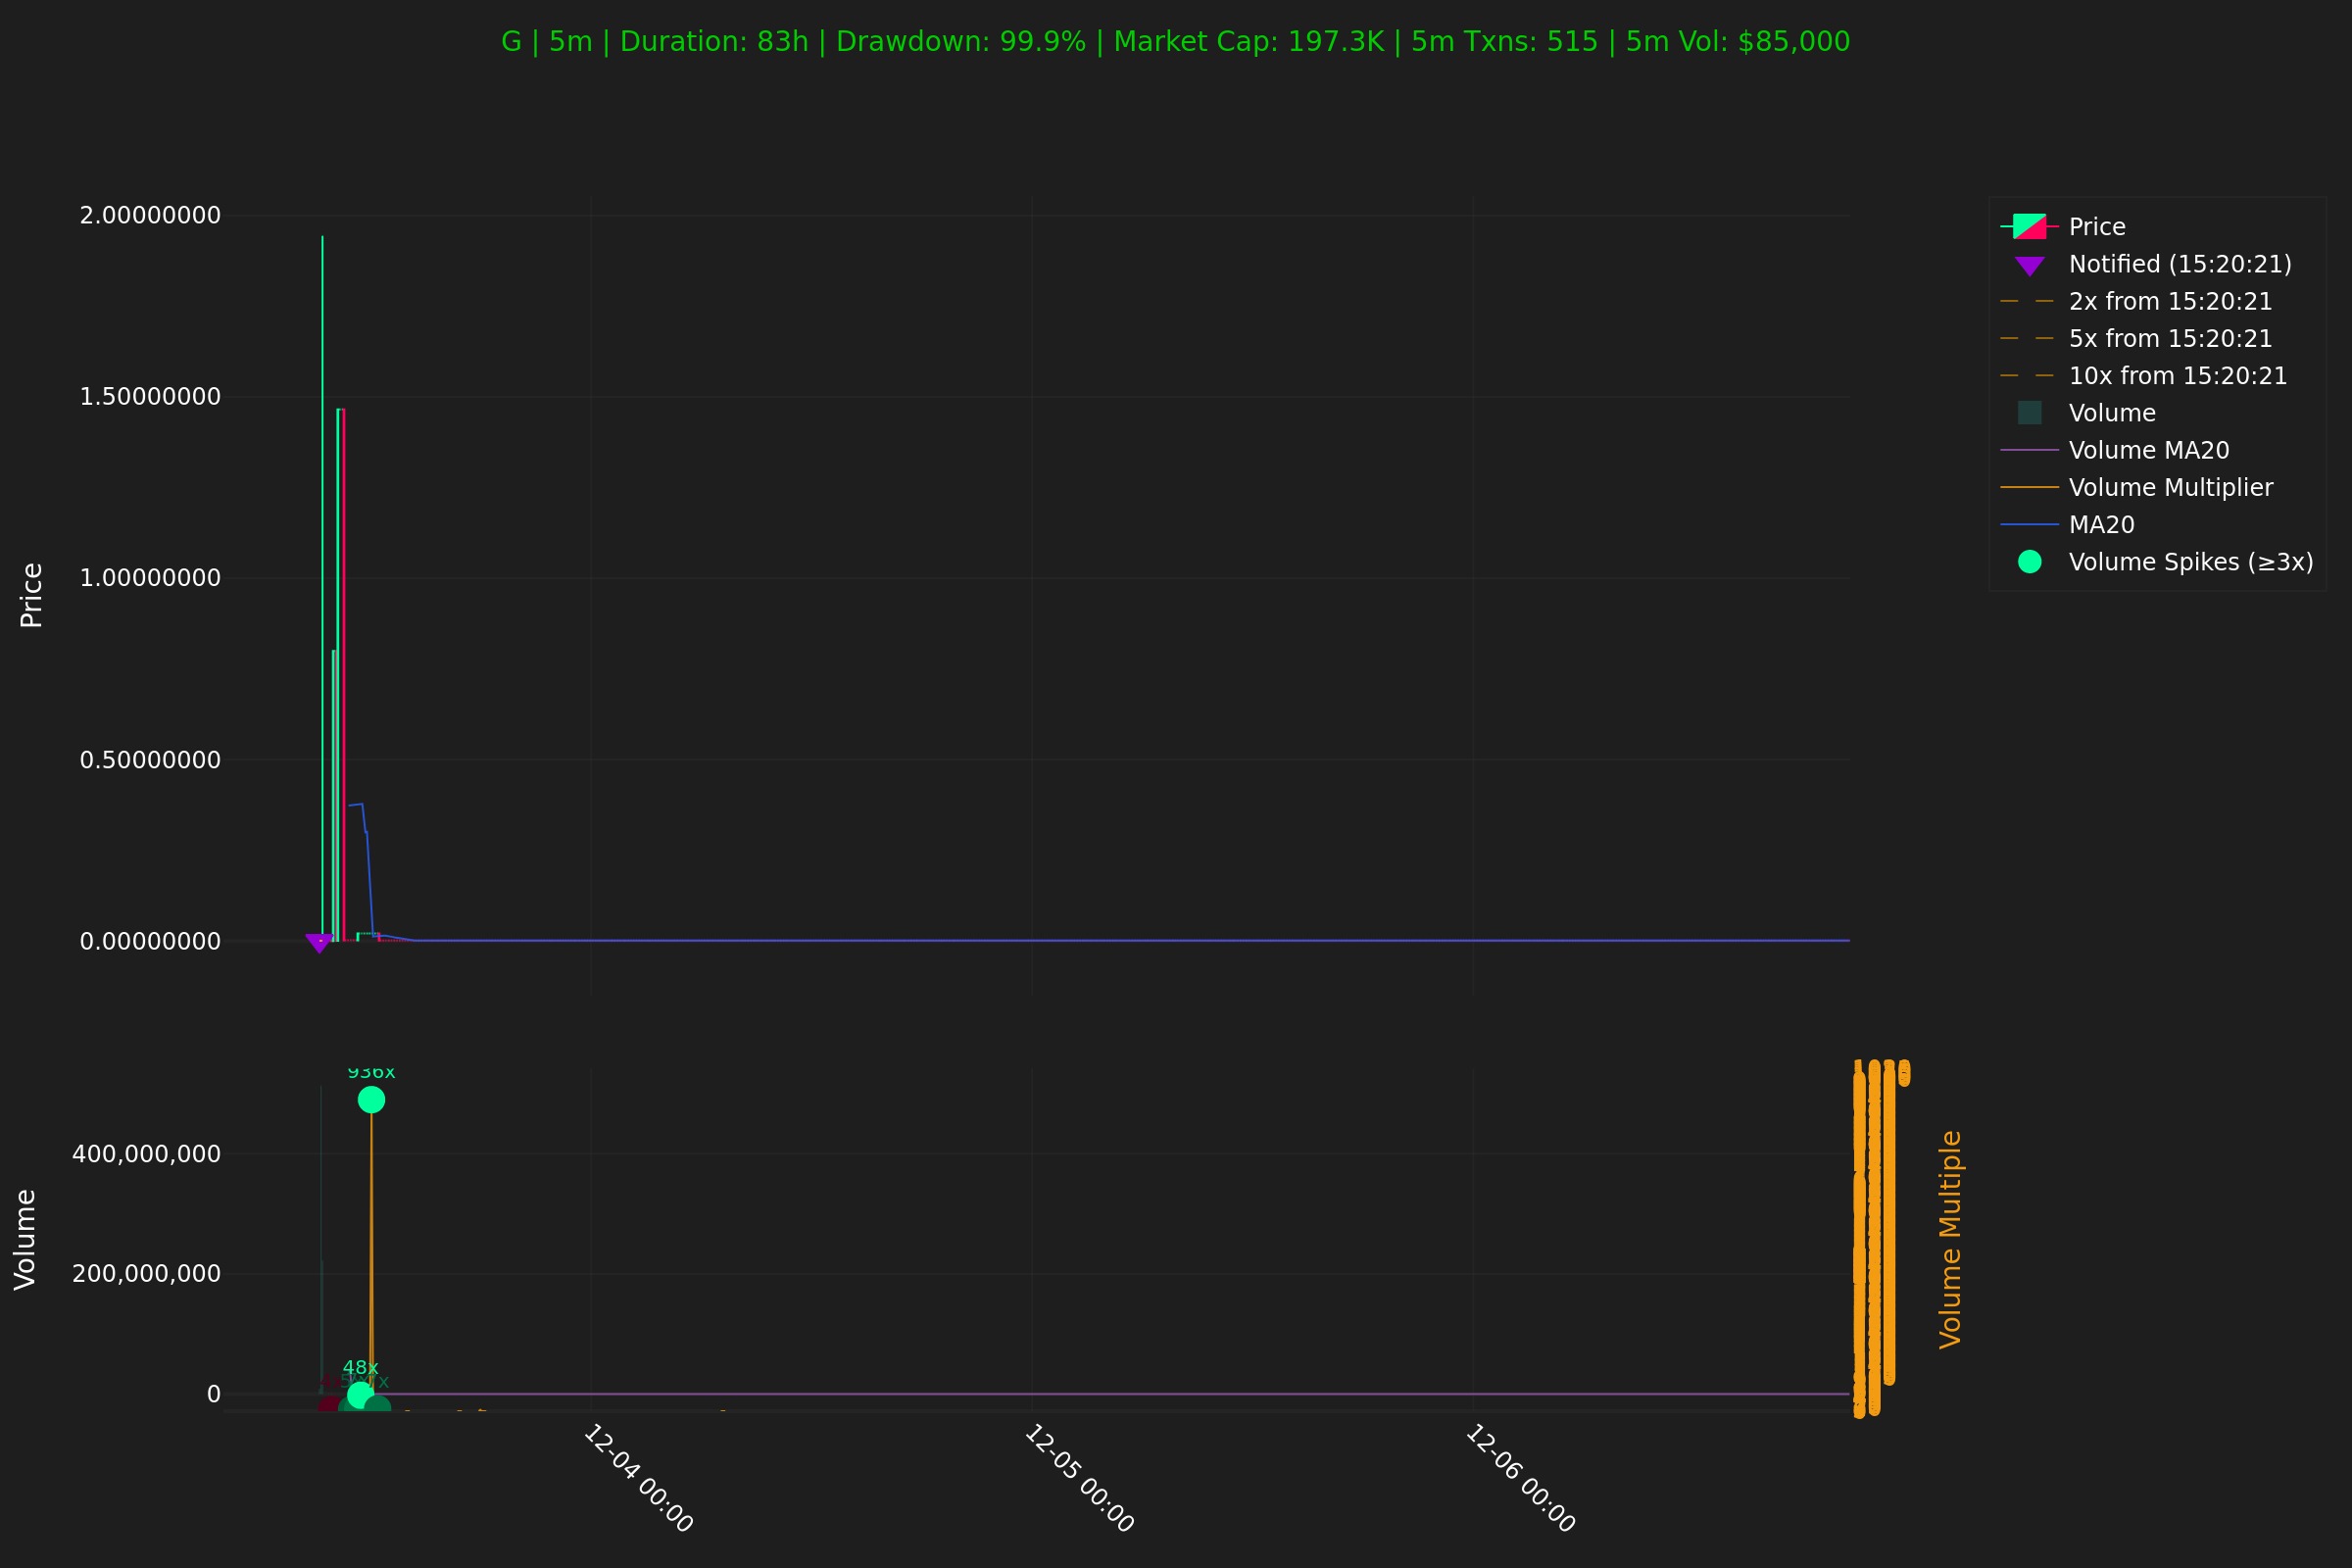 G | 5m | Duration: 83h | Drawdown: 99.9% | Market Cap: 197.3K | 5m Txns: 515 | 5m Vol: $85,000
2.00000000
1.50000000
1.00000000
0.50000000
0.00000000
Price
Price
Notified (15:20:21)
2x from 15:20:21
5x from 15:20:21
10x from 15:20:21
Volume
Volume MA20
Volume Multiplier
MA20
Volume Spikes (≥3x)
936x
48x
400,000,000
200,000,000
0
Volume
Volume Multiple
12-04 00:00
12-05 00:00
12-06 00:00